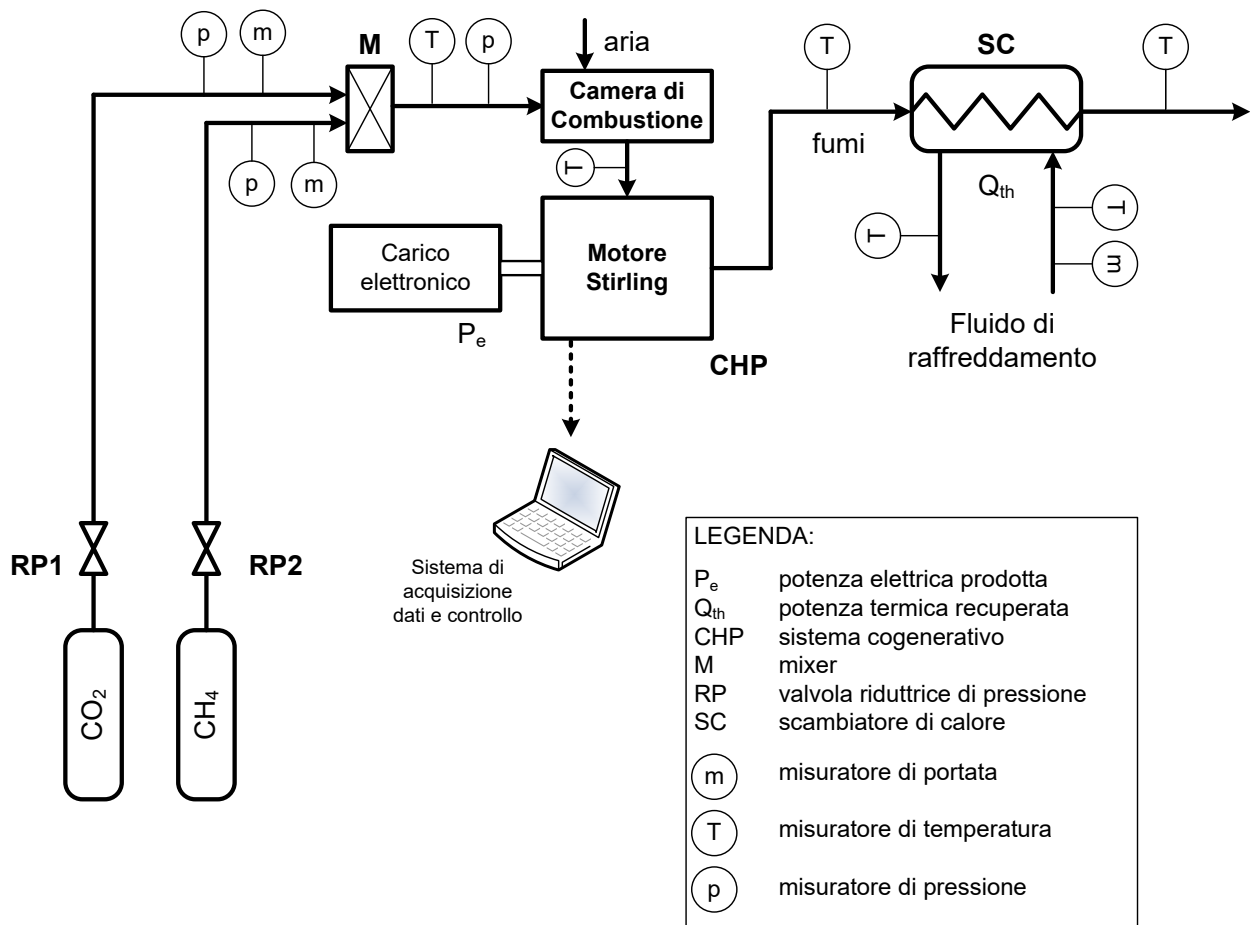 p
m
M
T
p
aria
Camera di
Combustione
p
m
T
fumi
SC
T
T
Q_th
T
T
m
Carico
elettronico
P_e
Motore
Stirling
CHP
Fluido di
raffreddamento
RP1
RP2
Sistema di
acquisizione
dati e controllo
CO₂
CH₄
LEGENDA:
P_e potenza elettrica prodotta
Q_th potenza termica recuperata
CHP sistema cogenerativo
M mixer
RP valvola riduttrice di pressione
SC scambiatore di calore
m misuratore di portata
T misuratore di temperatura
p misuratore di pressione